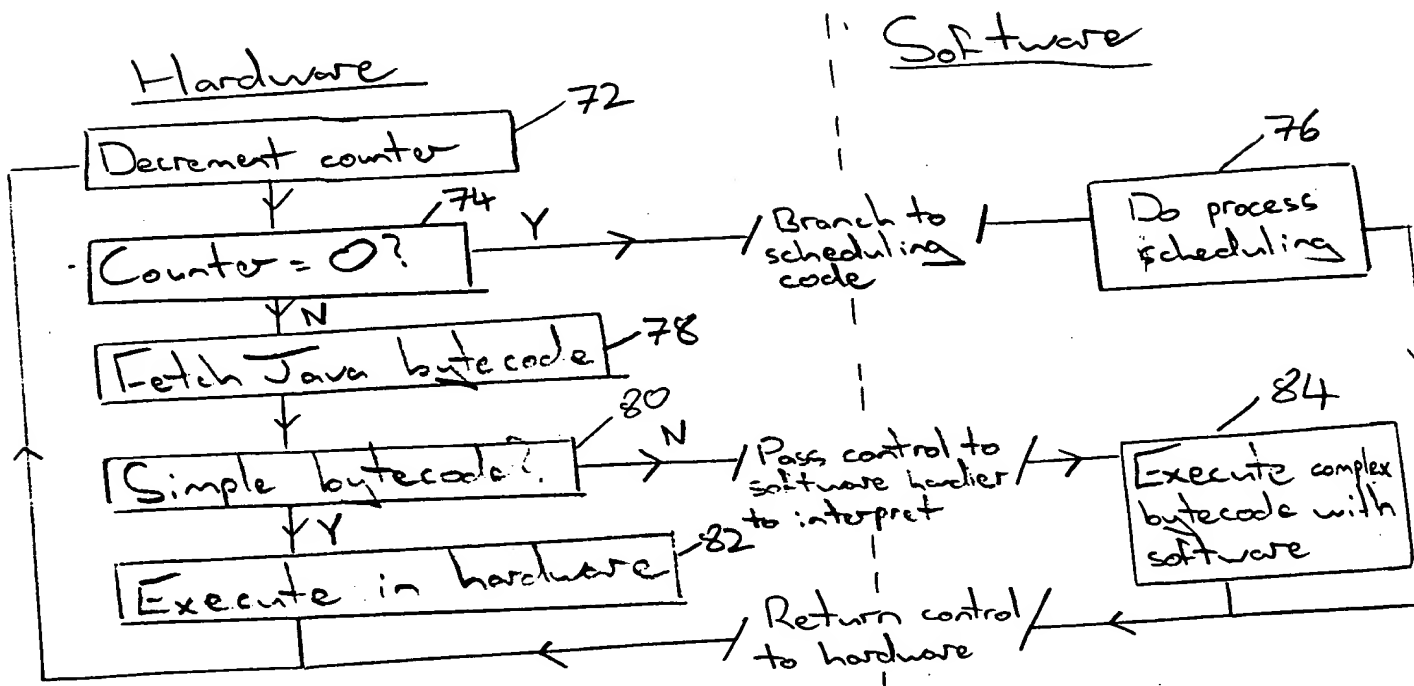 Hardware
Software
72
Decrement counter
74
Counter = 0?
Y
Branch to
scheduling
code
76
Do process
scheduling
N
78
Fetch Java bytecode
80
Simple bytecode?
N
Pass control to
software handler
to interpret
84
Execute complex
bytecode with
software
Y
82
Execute in hardware
Return control
to hardware